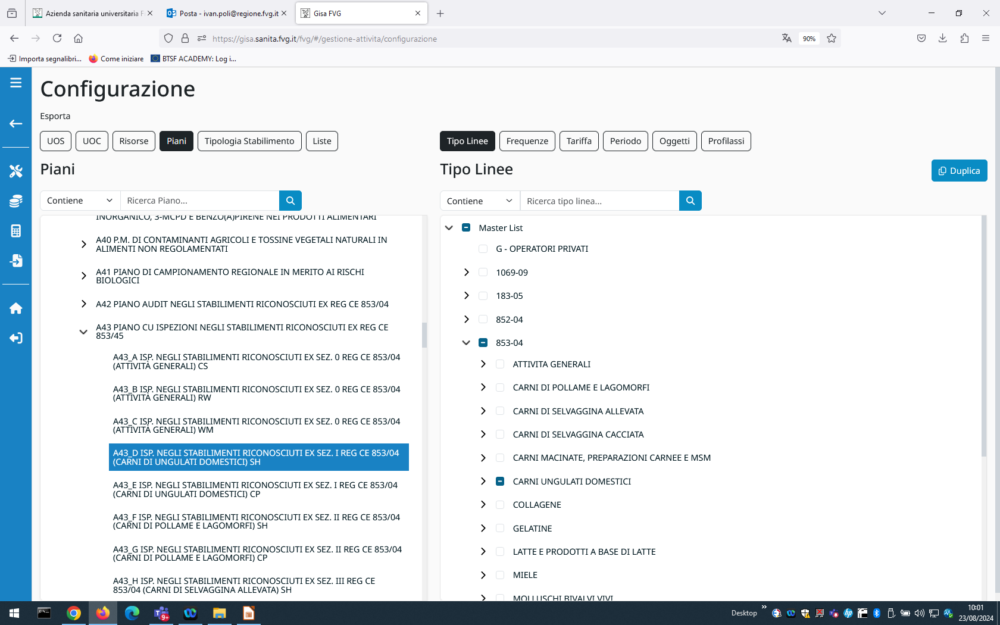 Azienda sanitaria universitaria F
Posta - ivan.poli@regione.fvg.it
Gisa FVG
https://gisa.sanita.fvg.it/fvg/#/gestione-attivita/configurazione
90%
Importa segnalibri...
Come iniziare
BTSF ACADEMY: Log i...
Configurazione
Esporta
UOS
UOC
Risorse
Piani
Tipologia Stabilimento
Liste
Tipo Linee
Frequenze
Tariffa
Periodo
Oggetti
Profilassi
Piani
Tipo Linee
Duplica
Contiene
Ricerca Piano...
Contiene
Ricerca tipo linea...
INORGANICO, 3-MCPD E BENZO(A)PIRENE NEI PRODOTTI ALIMENTARI
A40 P.M. DI CONTAMINANTI AGRICOLI E TOSSINE VEGETALI NATURALI IN
ALIMENTI NON REGOLAMENTATI
A41 PIANO DI CAMPIONAMENTO REGIONALE IN MERITO AI RISCHI
BIOLOGICI
A42 PIANO AUDIT NEGLI STABILIMENTI RICONOSCIUTI EX REG CE 853/04
A43 PIANO CU ISPEZIONI NEGLI STABILIMENTI RICONOSCIUTI EX REG CE
853/45
A43_A ISP. NEGLI STABILIMENTI RICONOSCIUTI EX SEZ. 0 REG CE 853/04
(ATTIVITÀ GENERALI) CS
A43_B ISP. NEGLI STABILIMENTI RICONOSCIUTI EX SEZ. 0 REG CE 853/04
(ATTIVITÀ GENERALI) RW
A43_C ISP. NEGLI STABILIMENTI RICONOSCIUTI EX SEZ. 0 REG CE 853/04
(ATTIVITÀ GENERALI) WM
A43_D ISP. NEGLI STABILIMENTI RICONOSCIUTI EX SEZ. I REG CE 853/04
(CARNI DI UNGULATI DOMESTICI) SH
A43_E ISP. NEGLI STABILIMENTI RICONOSCIUTI EX SEZ. I REG CE 853/04
(CARNI DI UNGULATI DOMESTICI) CP
A43_F ISP. NEGLI STABILIMENTI RICONOSCIUTI EX SEZ. II REG CE 853/04
(CARNI DI POLLAME E LAGOMORFI) SH
A43_G ISP. NEGLI STABILIMENTI RICONOSCIUTI EX SEZ. II REG CE 853/04
(CARNI DI POLLAME E LAGOMORFI) CP
A43_H ISP. NEGLI STABILIMENTI RICONOSCIUTI EX SEZ. III REG CE
853/04 (CARNI DI SELVAGGINA ALLEVATA) SH
Master List
G - OPERATORI PRIVATI
1069-09
183-05
852-04
853-04
ATTIVITA GENERALI
CARNI DI POLLAME E LAGOMORFI
CARNI DI SELVAGGINA ALLEVATA
CARNI DI SELVAGGINA CACCIATA
CARNI MACINATE, PREPARAZIONI CARNEE E MSM
CARNI UNGULATI DOMESTICI
COLLAGENE
GELATINE
LATTE E PRODOTTI A BASE DI LATTE
MIELE
MOLLUSCHI BIVALVI VIVI
9+
Desktop
10:01
23/08/2024